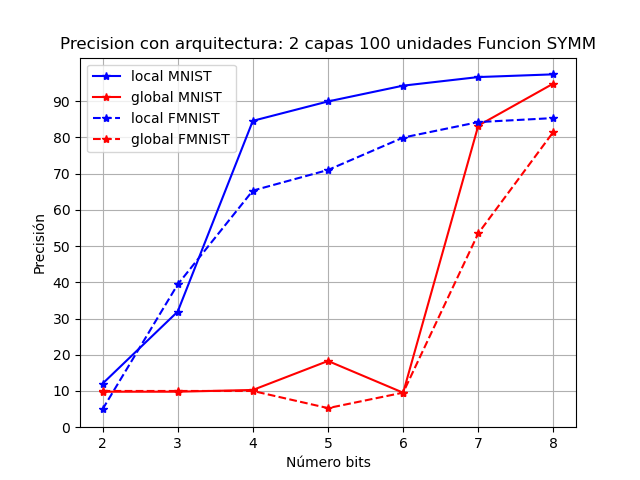 Precision con arquitectura: 2 capas 100 unidades Funcion SYMM
local MNIST
global MNIST
local FMNIST
global FMNIST
Precisión
90
80
70
60
50
40
30
20
10
0
2 3 4 5 6 7 8
Número bits